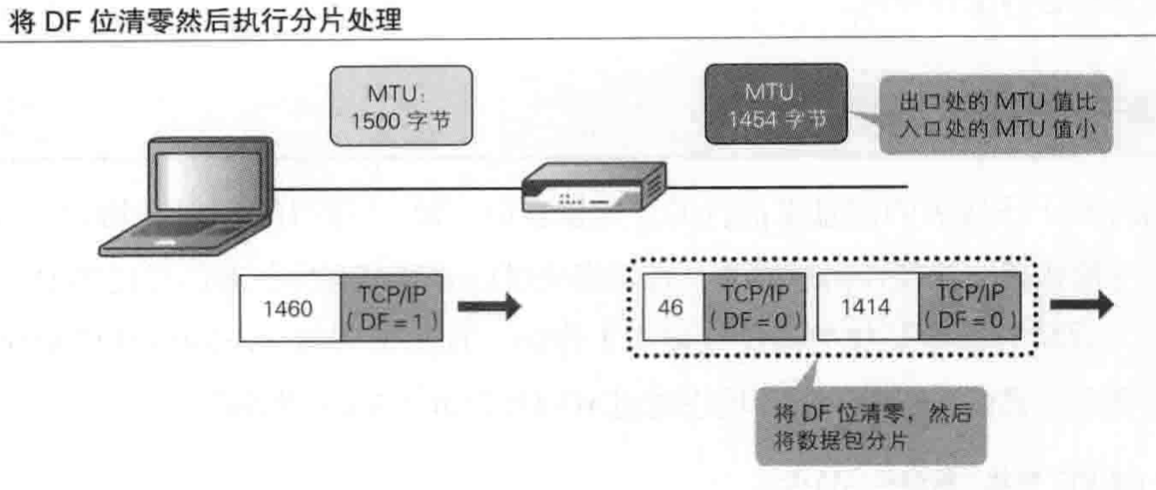 将 DF 位清零然后执行分片处理
MTU:
1500 字节
MTU:
1454 字节
出口处的 MTU 值比
入口处的 MTU 值小
1460
TCP/IP
(DF=1)
46
TCP/IP
(DF=0)
1414
TCP/IP
(DF=0)
将 DF 位清零，然后
将数据包分片